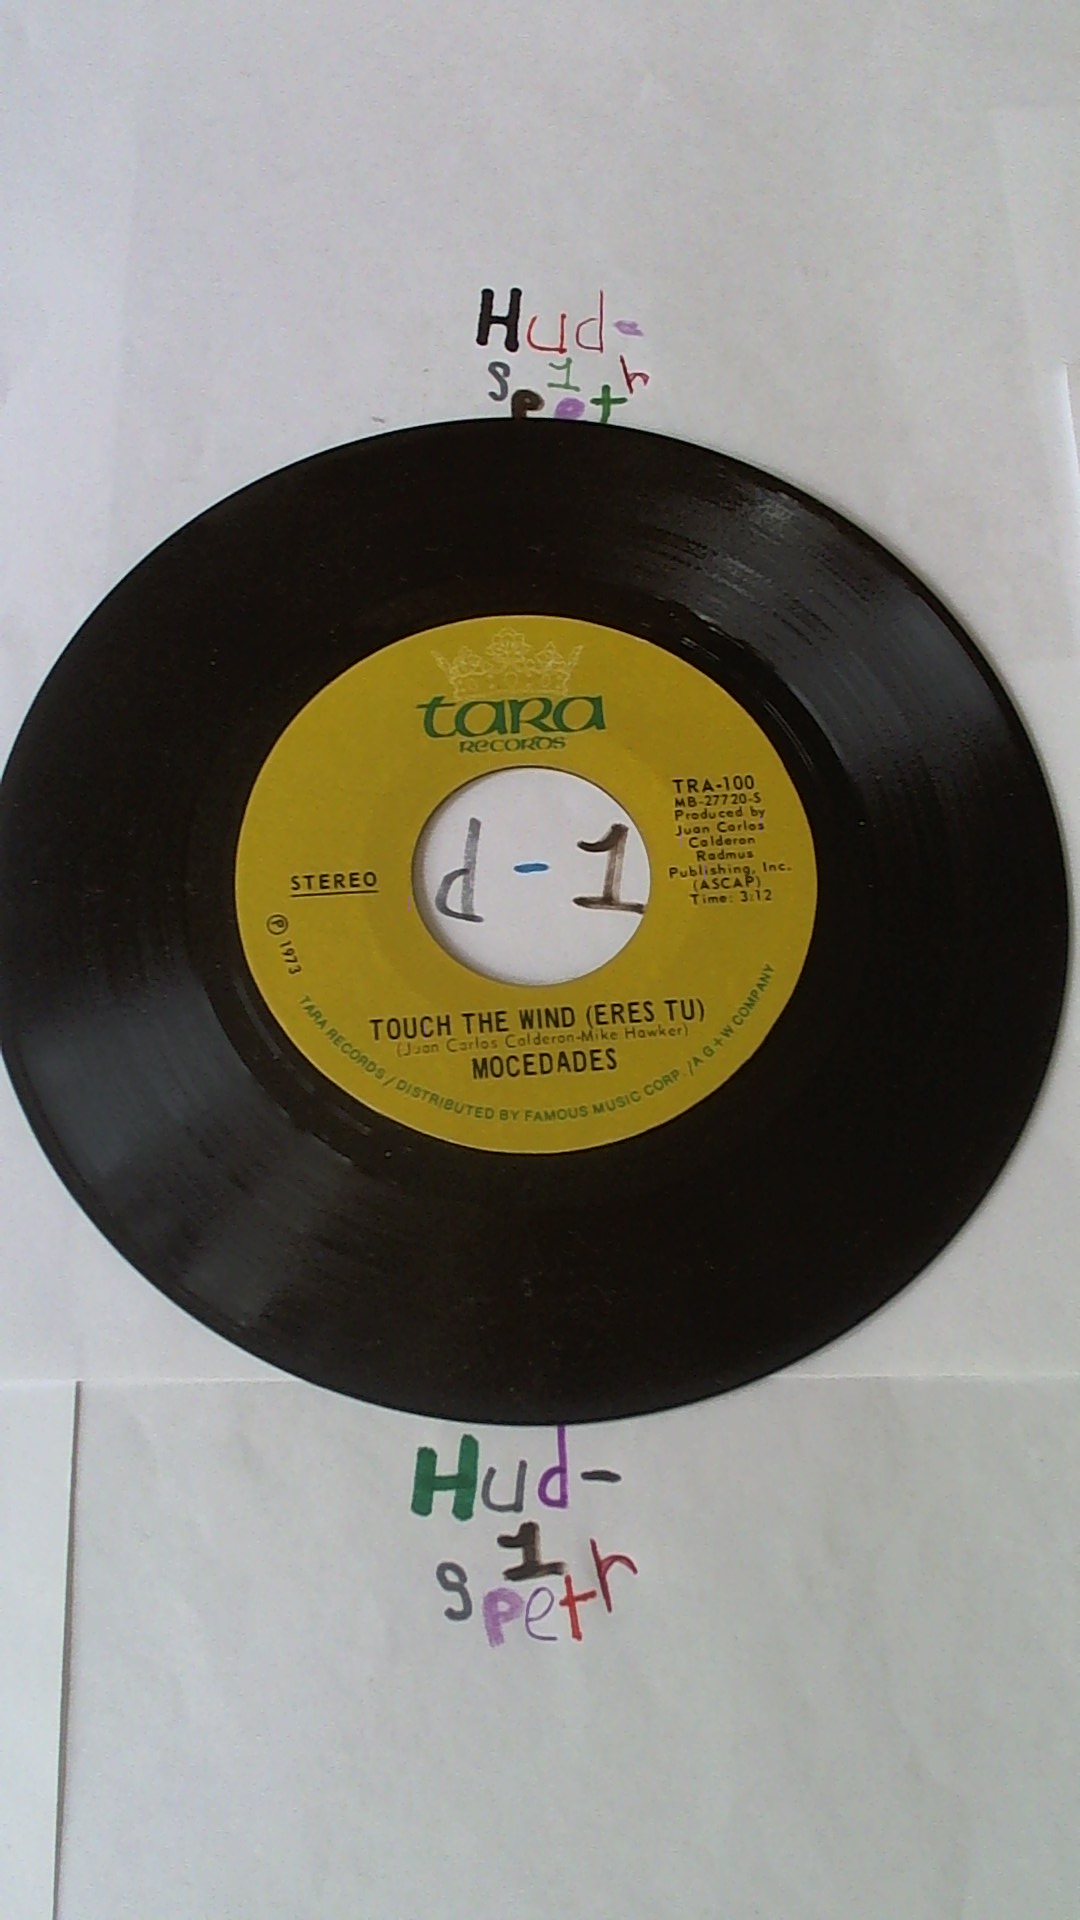 Hud-
1
spetr
tara
RECORDS
TRA-100
MB-27720-S
Produced by
Juan Carlos
Calderon
Radmus
Publishing, Inc.
(ASCAP)
Time: 3:12
d-1
STEREO
Ⓟ 1973
TOUCH THE WIND (ERES TU)
(Juan Carlos Calderon-Mike Hawker)
MOCEDADES
TARA RECORDS / DISTRIBUTED BY FAMOUS MUSIC CORP. / A G+W COMPANY
Hud-
1
spetr